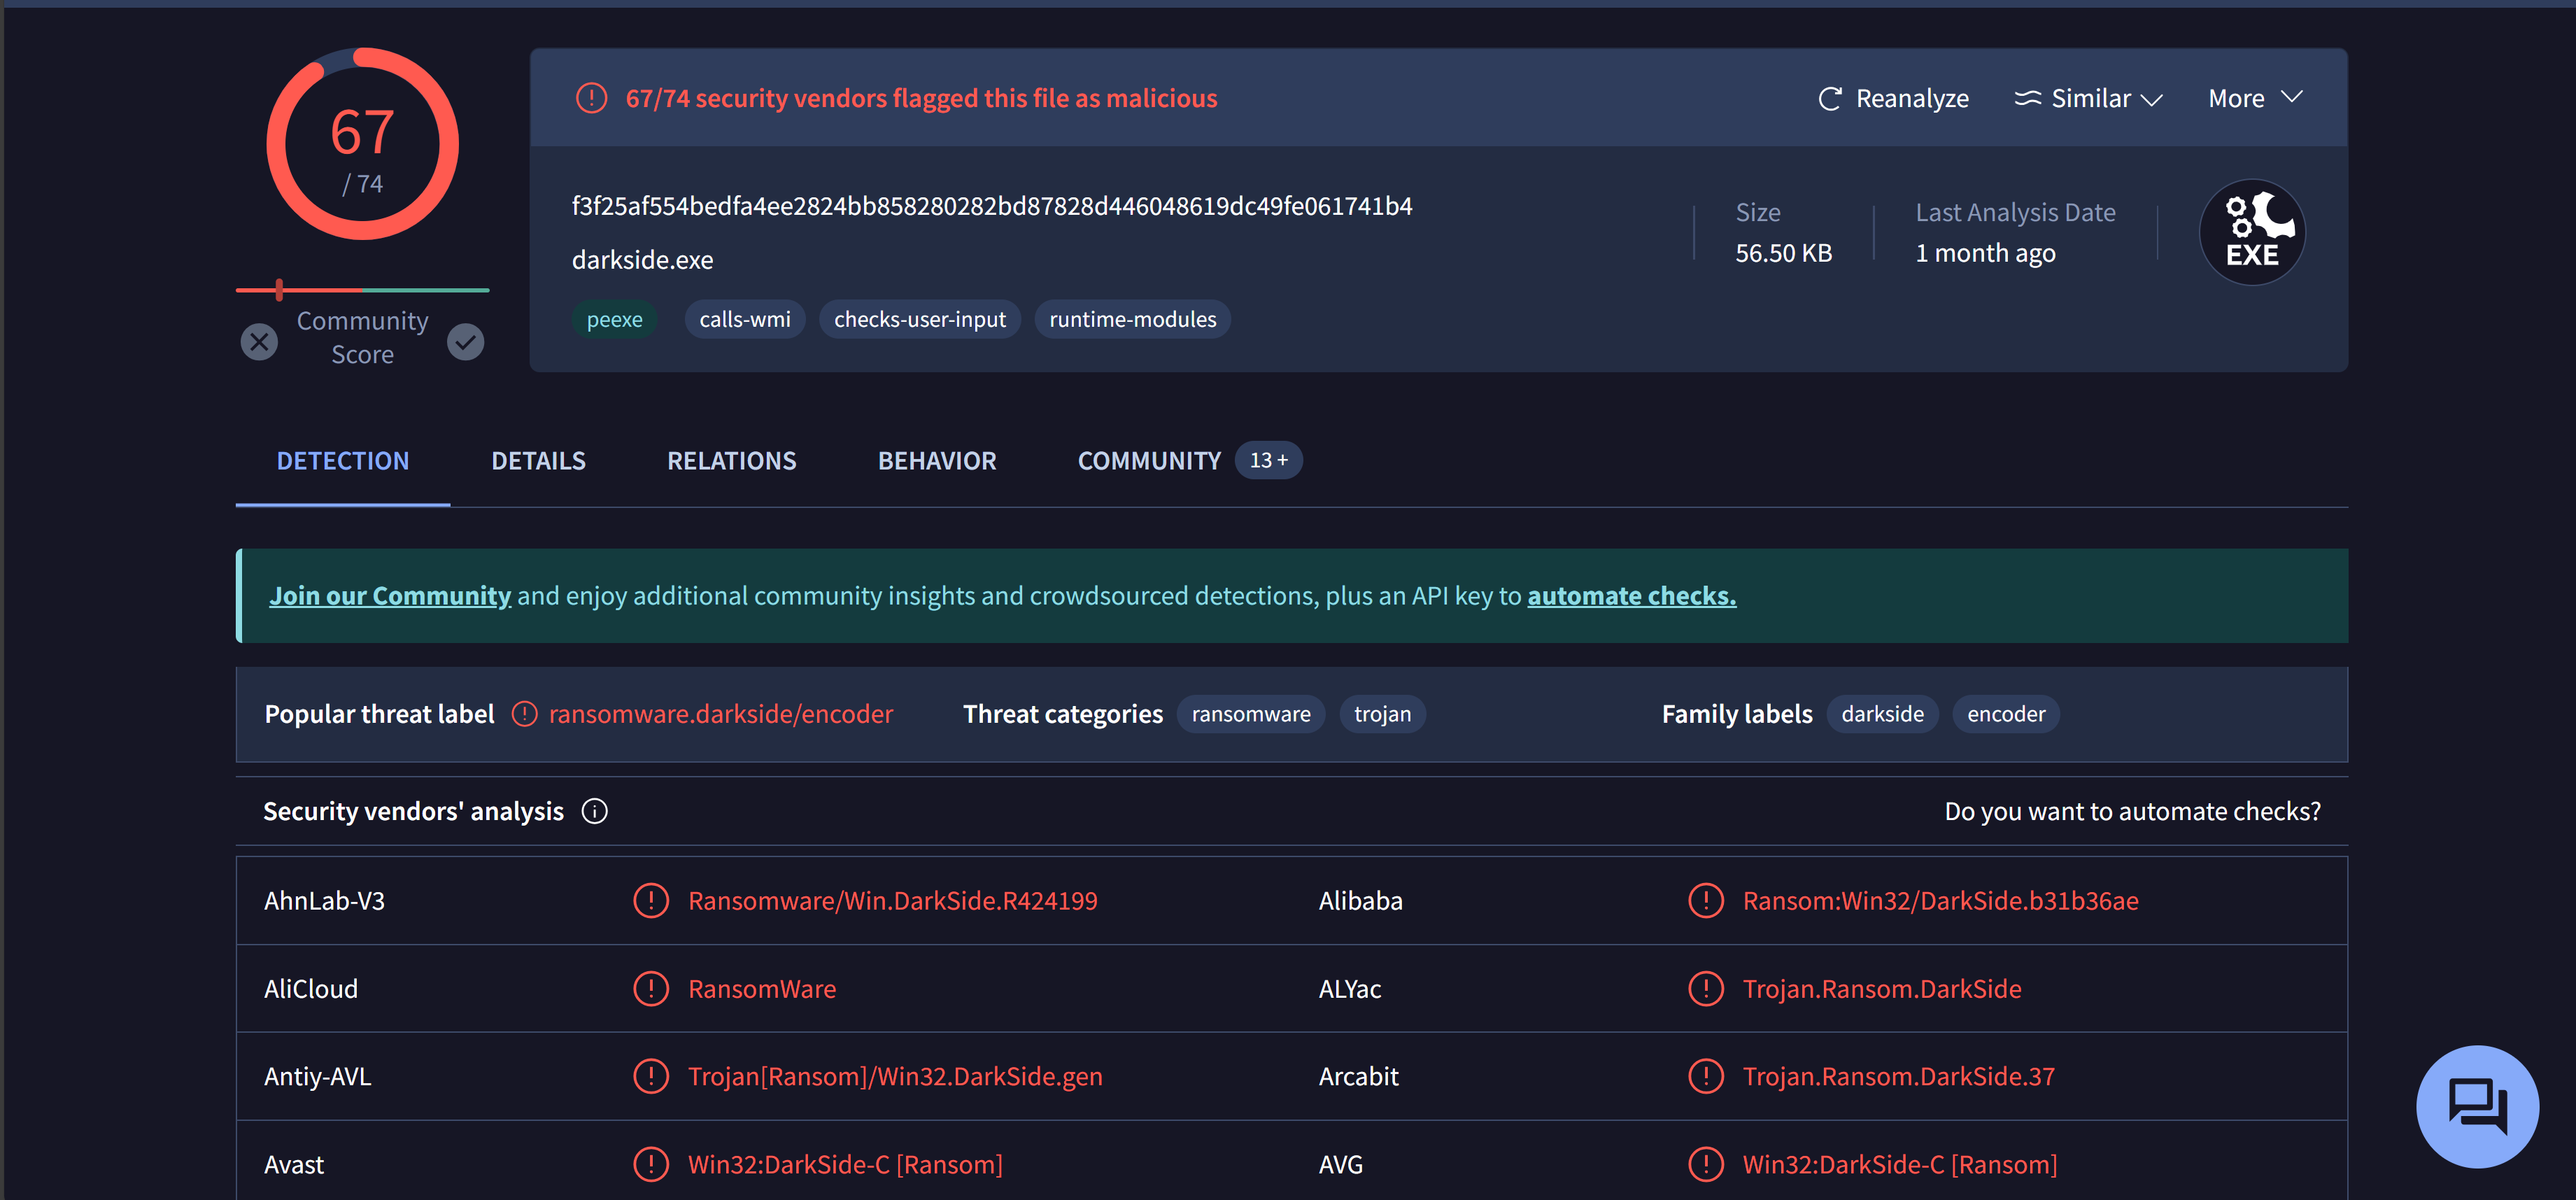 67
/ 74
Community
Score
67/74 security vendors flagged this file as malicious
Reanalyze
Similar
More
f3f25af554bedfa4ee2824bb858280282bd87828d446048619dc49fe061741b4
darkside.exe
peexe
calls-wmi
checks-user-input
runtime-modules
Size
56.50 KB
Last Analysis Date
1 month ago
EXE
DETECTION
DETAILS
RELATIONS
BEHAVIOR
COMMUNITY
13 +
Join our Community and enjoy additional community insights and crowdsourced detections, plus an API key to automate checks.
Popular threat label
ransomware.darkside/encoder
Threat categories
ransomware
trojan
Family labels
darkside
encoder
Security vendors' analysis
Do you want to automate checks?
AhnLab-V3
Ransomware/Win.DarkSide.R424199
Alibaba
Ransom:Win32/DarkSide.b31b36ae
AliCloud
RansomWare
ALYac
Trojan.Ransom.DarkSide
Antiy-AVL
Trojan[Ransom]/Win32.DarkSide.gen
Arcabit
Trojan.Ransom.DarkSide.37
Avast
Win32:DarkSide-C [Ransom]
AVG
Win32:DarkSide-C [Ransom]